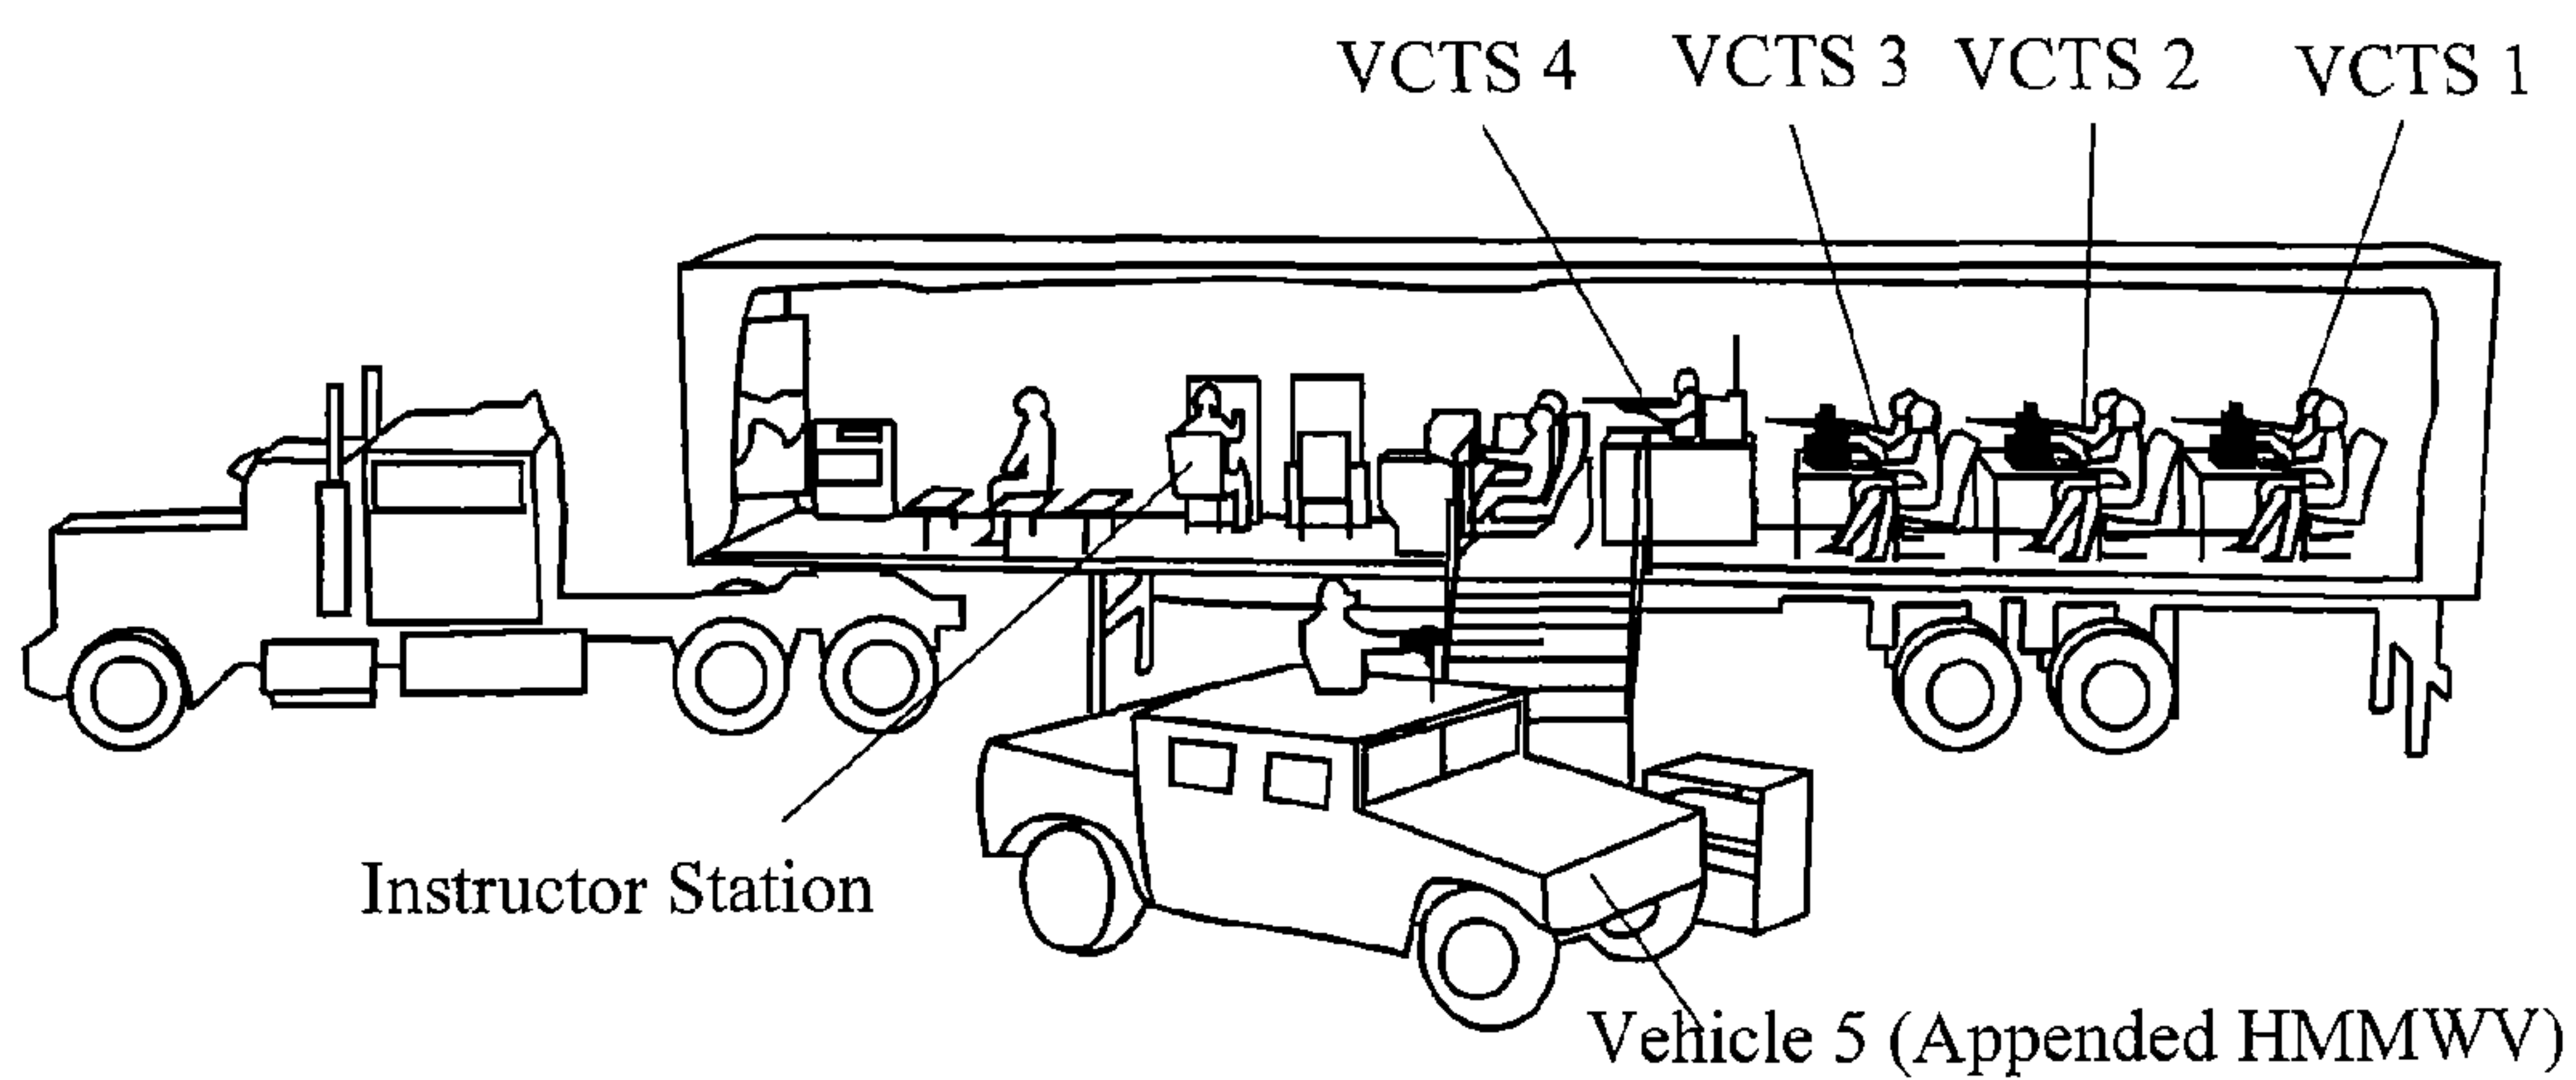 VCTS 4
VCTS 3
VCTS 2
VCTS 1
Instructor Station
Vehicle 5 (Appended HMMWV)